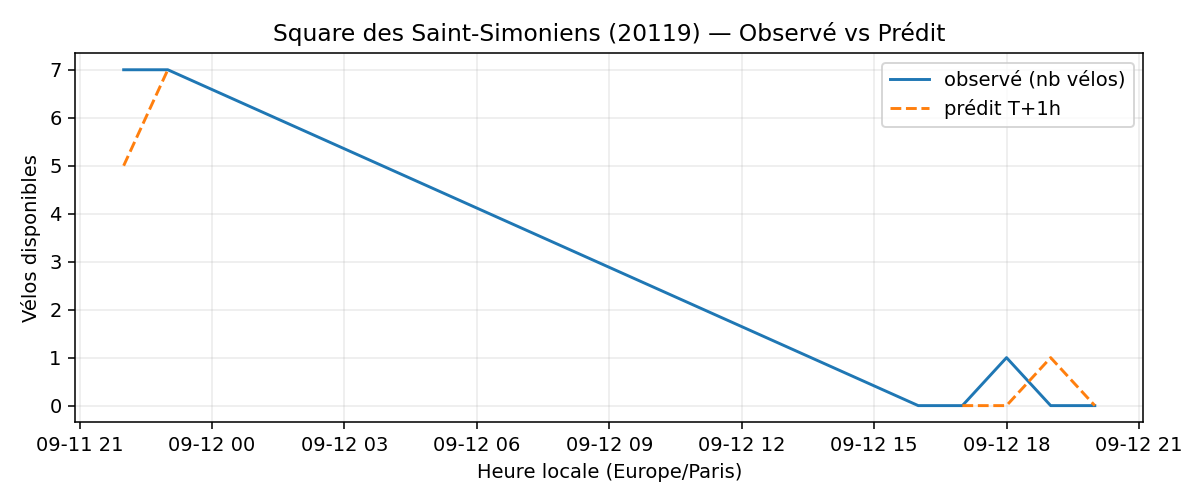 Square des Saint-Simoniens (20119) — Observé vs Prédit
observé (nb vélos)
prédit T+1h
Vélos disponibles
7
6
5
4
3
2
1
0
09-11 21 09-12 00 09-12 03 09-12 06 09-12 09 09-12 12 09-12 15 09-12 18 09-12 21
Heure locale (Europe/Paris)